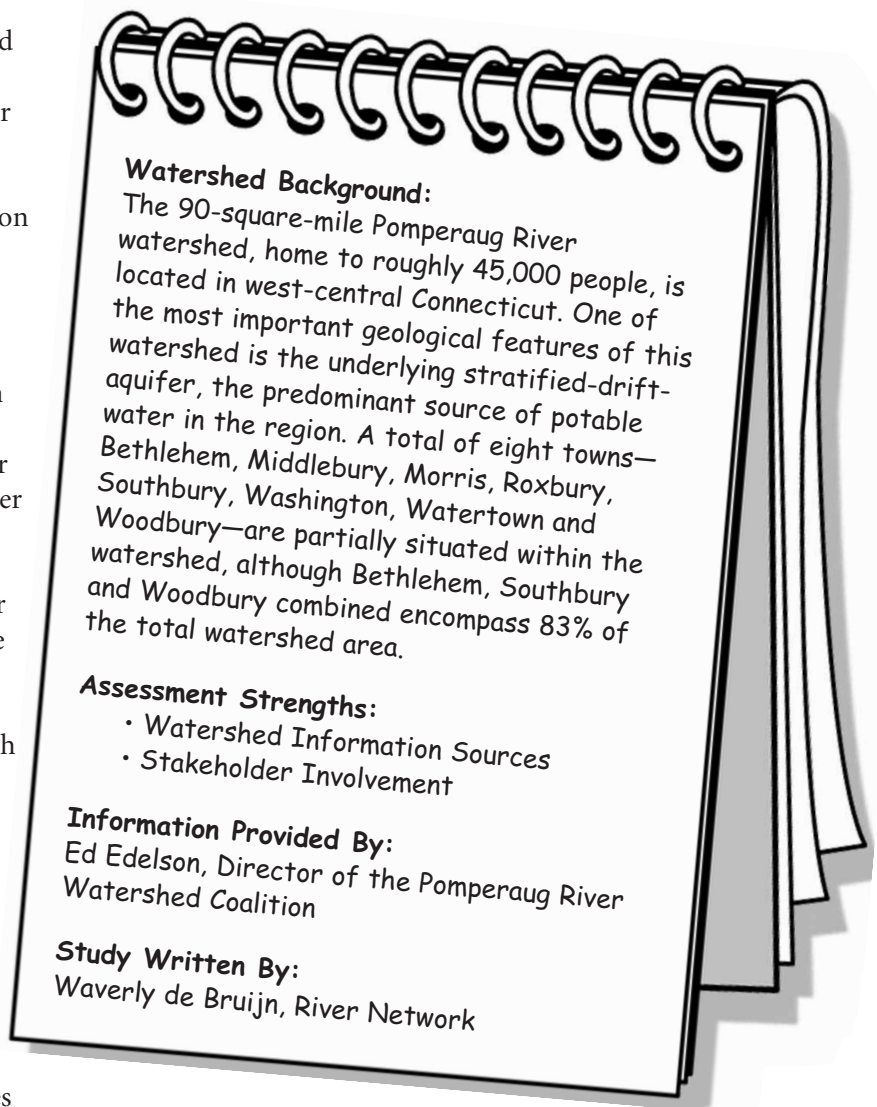 Watershed Background:
The 90-square-mile Pomperaug River
watershed, home to roughly 45,000 people, is
located in west-central Connecticut. One of
the most important geological features of this
watershed is the underlying stratified-drift-
aquifer, the predominant source of potable
water in the region. A total of eight towns—
Bethlehem, Middlebury, Morris, Roxbury,
Southbury, Washington, Watertown and
Woodbury—are partially situated within the
watershed, although Bethlehem, Southbury
and Woodbury combined encompass 83% of
the total watershed area.
Assessment Strengths:
• Watershed Information Sources
• Stakeholder Involvement
Information Provided By:
Ed Edelson, Director of the Pomperaug River
Watershed Coalition
Study Written By:
Waverly de Bruijn, River Network